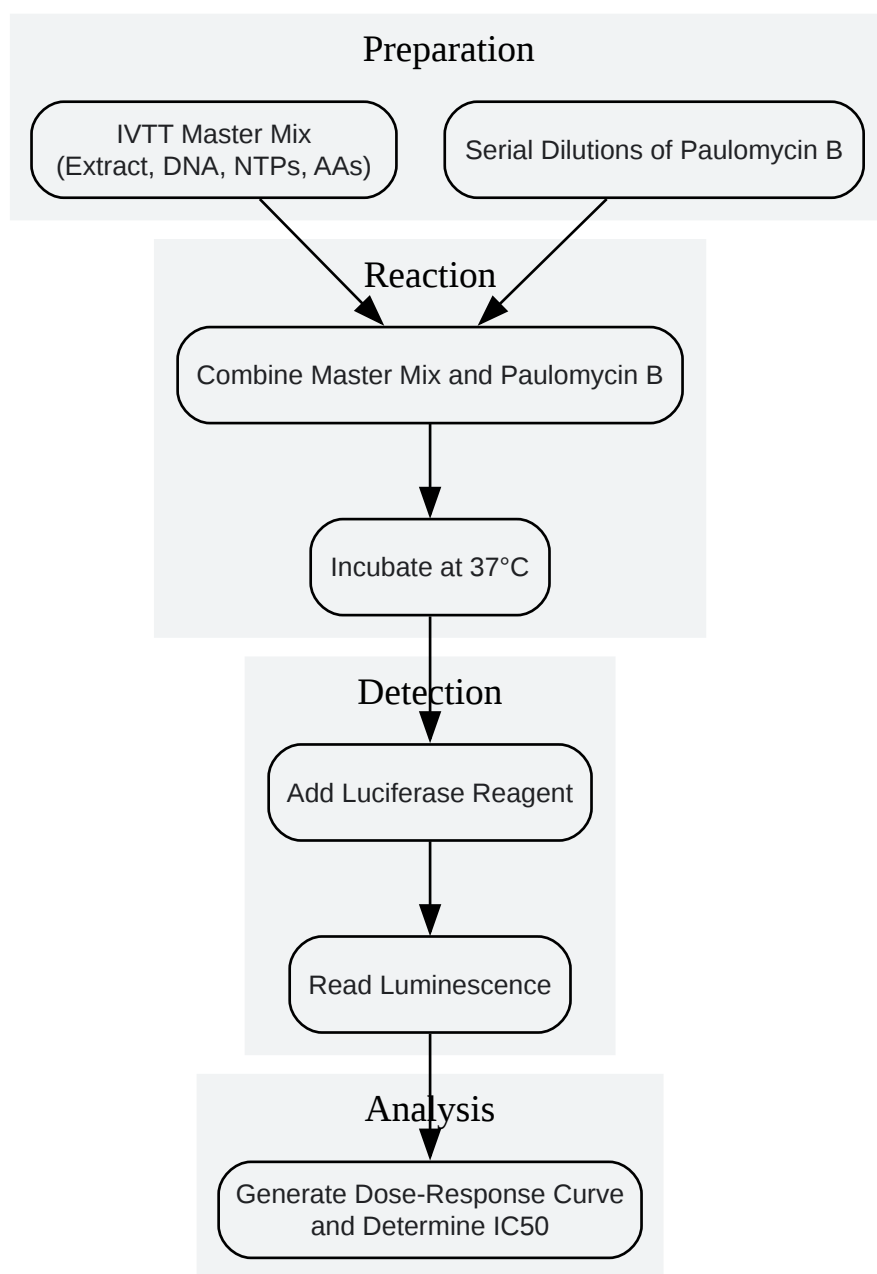 Preparation
IVTT Master Mix
(Extract, DNA, NTPs, AAs)
Serial Dilutions of Paulomycin B
Reaction
Combine Master Mix and Paulomycin B
Incubate at 37°C
Detection
Add Luciferase Reagent
Read Luminescence
Analysis
Generate Dose-Response Curve
and Determine IC50